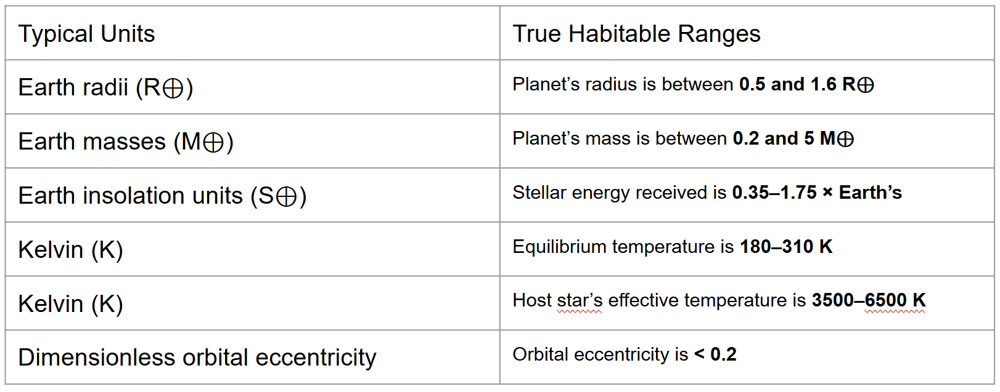 Typical Units
True Habitable Ranges
Earth radii (R⨁)
Planet’s radius is between 0.5 and 1.6 R⨁
Earth masses (M⨁)
Planet’s mass is between 0.2 and 5 M⨁
Earth insolation units (S⨁)
Stellar energy received is 0.35–1.75 × Earth’s
Kelvin (K)
Equilibrium temperature is 180–310 K
Kelvin (K)
Host star’s effective temperature is 3500–6500 K
Dimensionless orbital eccentricity
Orbital eccentricity is < 0.2